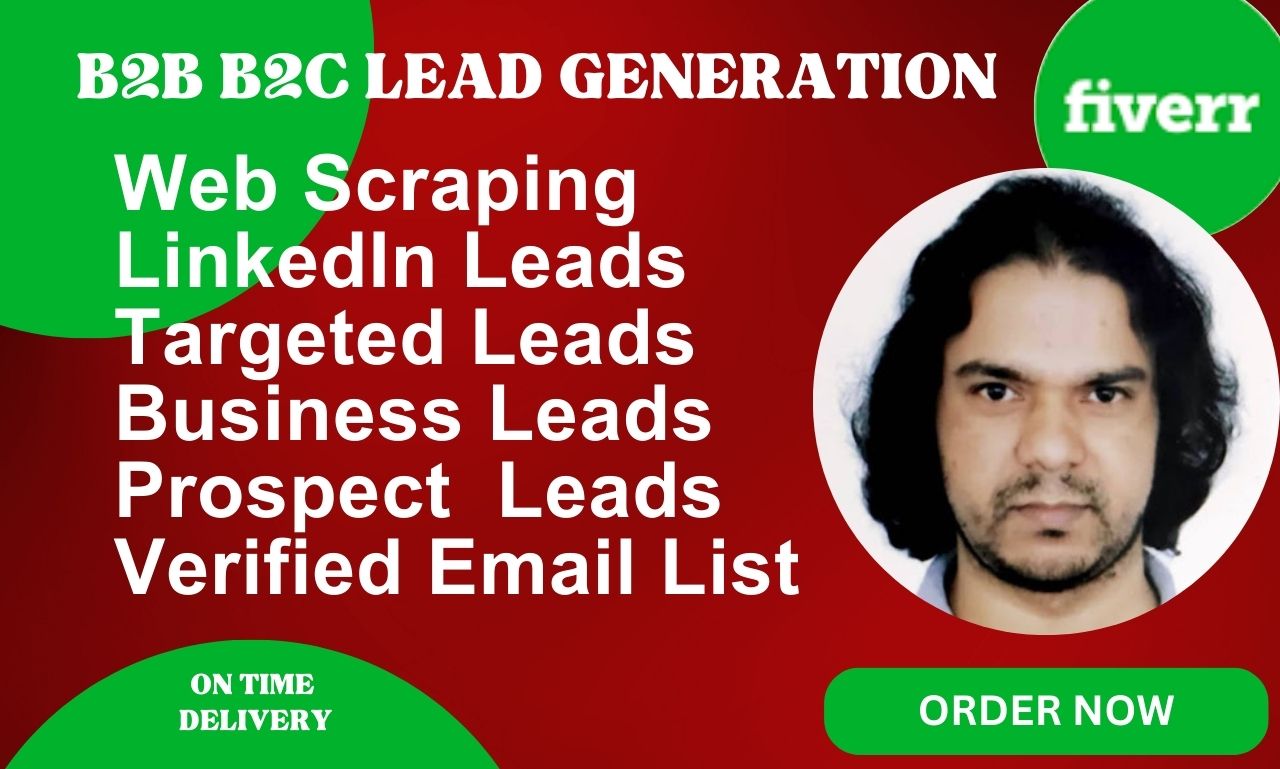 B2B B2C LEAD GENERATION
fiverr
Web Scraping
LinkedIn Leads
Targeted Leads
Business Leads
Prospect  Leads
Verified Email List
ON TIME
DELIVERY
ORDER NOW